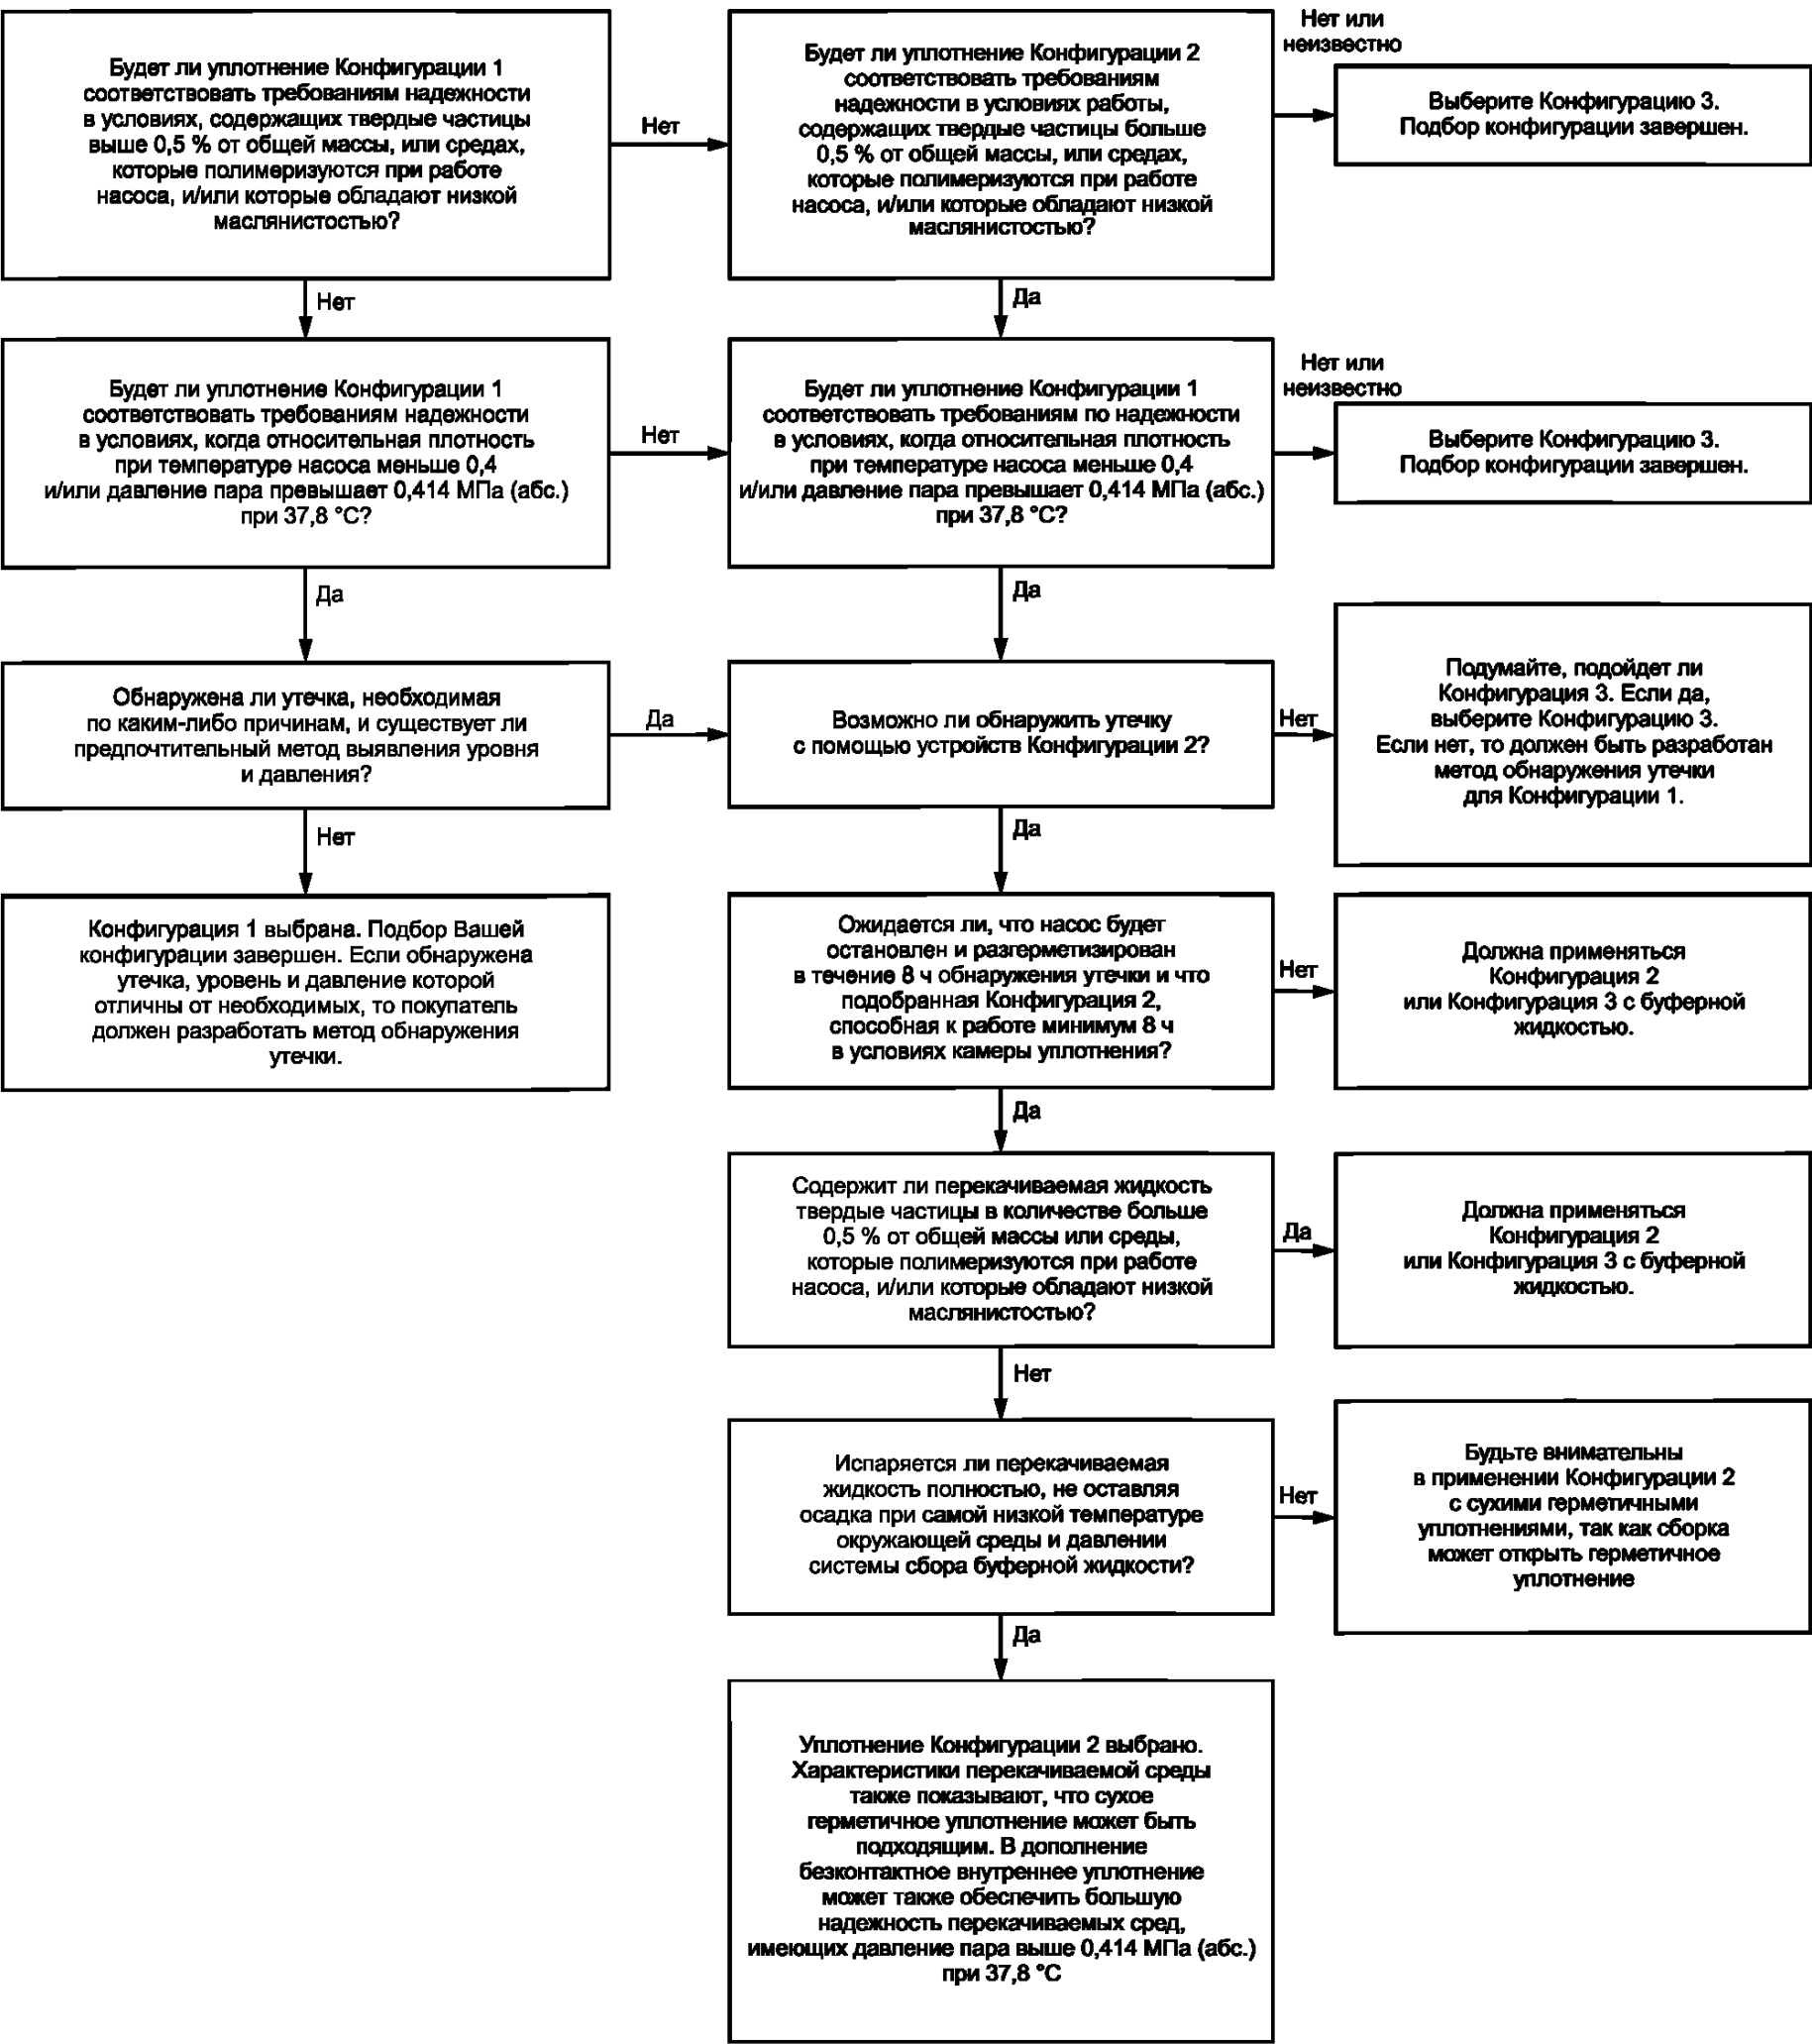 Будет ли уплотнение Конфигурации 1
соответствовать требованиям надежности
в условиях, содержащих твердые частицы
выше 0,5 % от общей массы, или средах,
которые полимеризуются при работе
насоса, и/или которые обладают низкой
маслянистостью?
Нет
Будет ли уплотнение Конфигурации 2
соответствовать требованиям
надежности в условиях работы,
содержащих твердые частицы больше
0,5 % от общей массы, или средах,
которые полимеризуются при работе
насоса, и/или которые обладают низкой
маслянистостью?
Нет или
неизвестно
Выберите Конфигурацию 3.
Подбор конфигурации завершен.
Нет
Да
Будет ли уплотнение Конфигурации 1
соответствовать требованиям надежности
в условиях, когда относительная плотность
при температуре насоса меньше 0,4
и/или давление пара превышает 0,414 МПа (абс.)
при 37,8 °С?
Нет
Будет ли уплотнение Конфигурации 1
соответствовать требованиям по надежности
в условиях, когда относительная плотность
при температуре насоса меньше 0,4
и/или давление пара превышает 0,414 МПа (абс.)
при 37,8 °С?
Нет или
неизвестно
Выберите Конфигурацию 3.
Подбор конфигурации завершен.
Да
Да
Обнаружена ли утечка, необходимая
по каким-либо причинам, и существует ли
предпочтительный метод выявления уровня
и давления?
Да
Возможно ли обнаружить утечку
с помощью устройств Конфигурации 2?
Нет
Подумайте, подойдет ли
Конфигурация 3. Если да,
выберите Конфигурацию 3.
Если нет, то должен быть разработан
метод обнаружения утечки
для Конфигурации 1.
Нет
Да
Конфигурация 1 выбрана. Подбор Вашей
конфигурации завершен. Если обнаружена
утечка, уровень и давление которой
отличны от необходимых, то покупатель
должен разработать метод обнаружения
утечки.
Ожидается ли, что насос будет
остановлен и разгерметизирован
в течение 8 ч обнаружения утечки и что
подобранная Конфигурация 2,
способная к работе минимум 8 ч
в условиях камеры уплотнения?
Нет
Должна применяться
Конфигурация 2
или Конфигурация 3 с буферной
жидкостью.
Да
Содержит ли перекачиваемая жидкость
твердые частицы в количестве больше
0,5 % от общей массы или среды,
которые полимеризуются при работе
насоса, и/или которые обладают низкой
маслянистостью?
Да
Должна применяться
Конфигурация 2
или Конфигурация 3 с буферной
жидкостью.
Нет
Испаряется ли перекачиваемая
жидкость полностью, не оставляя
осадка при самой низкой температуре
окружающей среды и давлении
системы сбора буферной жидкости?
Нет
Будьте внимательны
в применении Конфигурации 2
с сухими герметичными
уплотнениями, так как сборка
может открыть герметичное
уплотнение
Да
Уплотнение Конфигурации 2 выбрано.
Характеристики перекачиваемой среды
также показывают, что сухое
герметичное уплотнение может быть
подходящим. В дополнение
безконтактное внутреннее уплотнение
может также обеспечить большую
надежность перекачиваемых сред,
имеющих давление пара выше 0,414 МПа (абс.)
при 37,8 °С